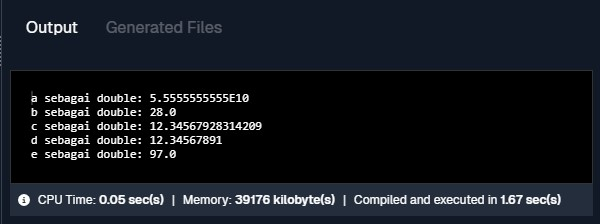 Output Generated Files
a sebagai double: 5.5555555555E10
b sebagai double: 28.0
c sebagai double: 12.34567928314209
d sebagai double: 12.34567891
e sebagai double: 97.0
CPU Time: 0.05 sec(s) | Memory: 39176 kilobyte(s) | Compiled and executed in 1.67 sec(s)